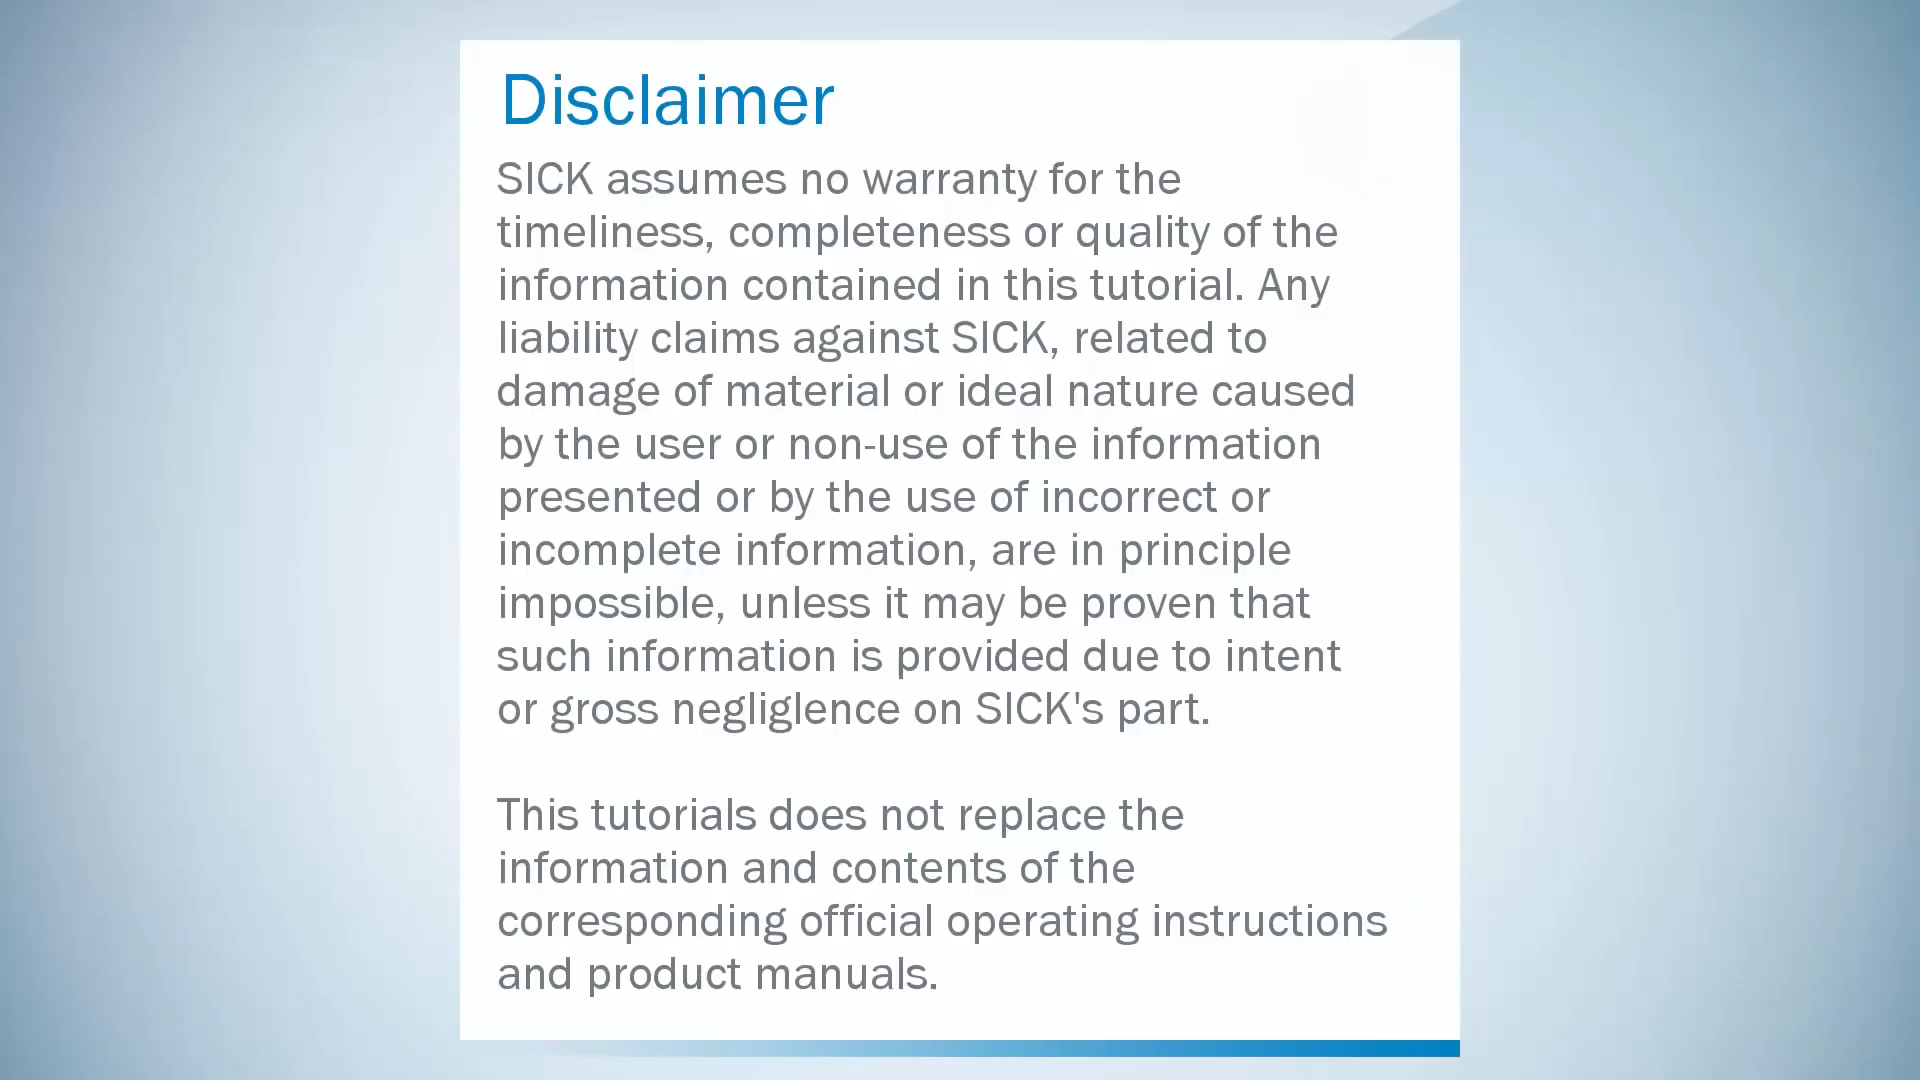 Disclaimer
SICK assumes no warranty for the
timeliness, completeness or quality of the
information contained in this tutorial. Any
liability claims against SICK, related to
damage of material or ideal nature caused
by the user or non-use of the information
presented or by the use of incorrect or
incomplete information, are in principle
impossible, unless it may be proven that
such information is provided due to intent
or gross negliglence on SICK's part.
This tutorials does not replace the
information and contents of the
corresponding official operating instructions
and product manuals.